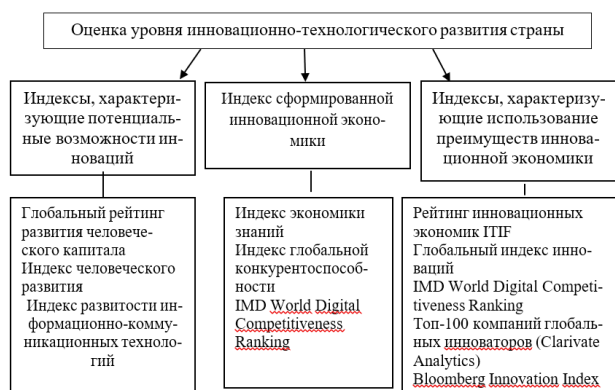 Оценка уровня инновационно-технологического развития страны
Индексы, характери-
зующие потенциаль-
ные возможности ин-
новаций
Индекс сформированной
инновационной эконо-
мики
Индексы, характеризу-
ющие использование
преимуществ иннова-
ционной экономики
Глобальный рейтинг
развития человече-
ского капитала
Индекс человеческого
развития
Индекс развитости ин-
формационно-комму-
никационных техноло-
гий
Индекс экономики
знаний
Индекс глобальной
конкурентоспособ-
ности
IMD World Digital
Competitiveness
Ranking
Рейтинг инновационных
экономик ITIF
Глобальный индекс инно-
ваций
IMD World Digital Competi-
tiveness Ranking
Топ-100 компаний глобаль-
ных инноваторов (Clarivate
Analytics)
Bloomberg Innovation Index